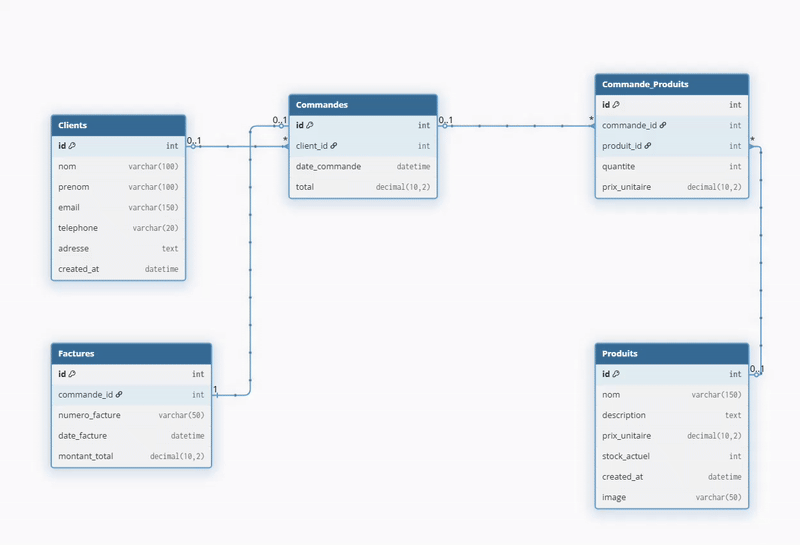 Clients
id int
nom varchar(100)
prenom varchar(100)
email varchar(150)
telephone varchar(20)
adresse text
created_at datetime
0..1
*
0..1
Commandes
id int
client_id int
date_commande datetime
total decimal(10,2)
0..1
*
Commande_Produits
id int
commande_id int
produit_id int
quantite int
prix_unitaire decimal(10,2)
*
Factures
id int
commande_id int
numero_facture varchar(50)
date_facture datetime
montant_total decimal(10,2)
1
Produits
id int
nom varchar(150)
description text
prix_unitaire decimal(10,2)
stock_actuel int
created_at datetime
image varchar(50)
0..1